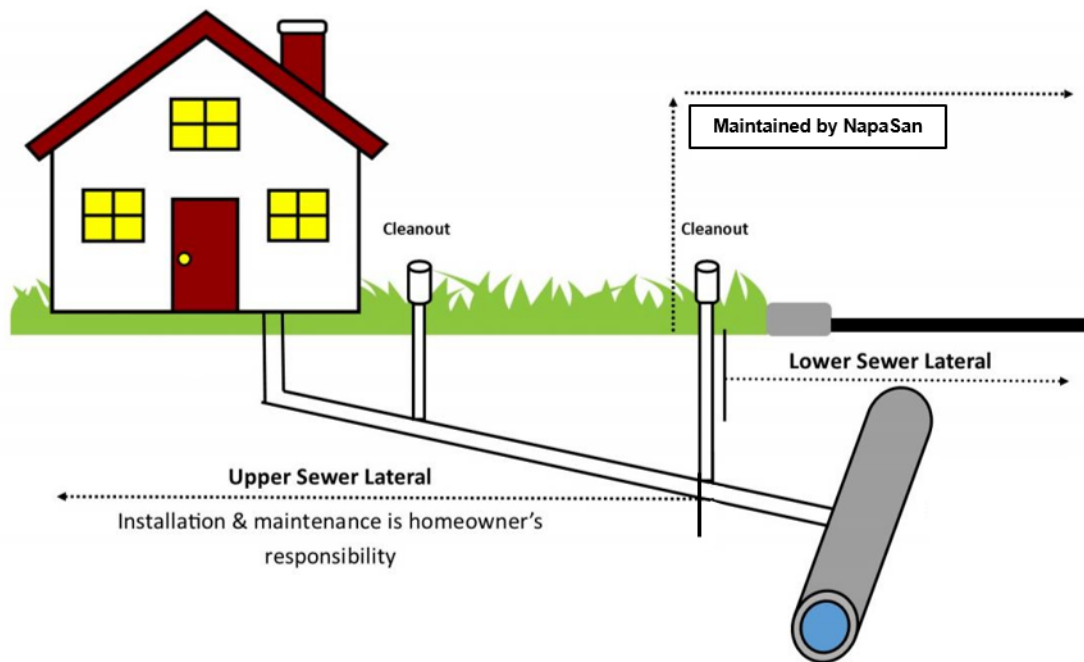 Maintained by NapaSan
Cleanout
Cleanout
Lower Sewer Lateral
Upper Sewer Lateral
Installation & maintenance is homeowner’s
responsibility